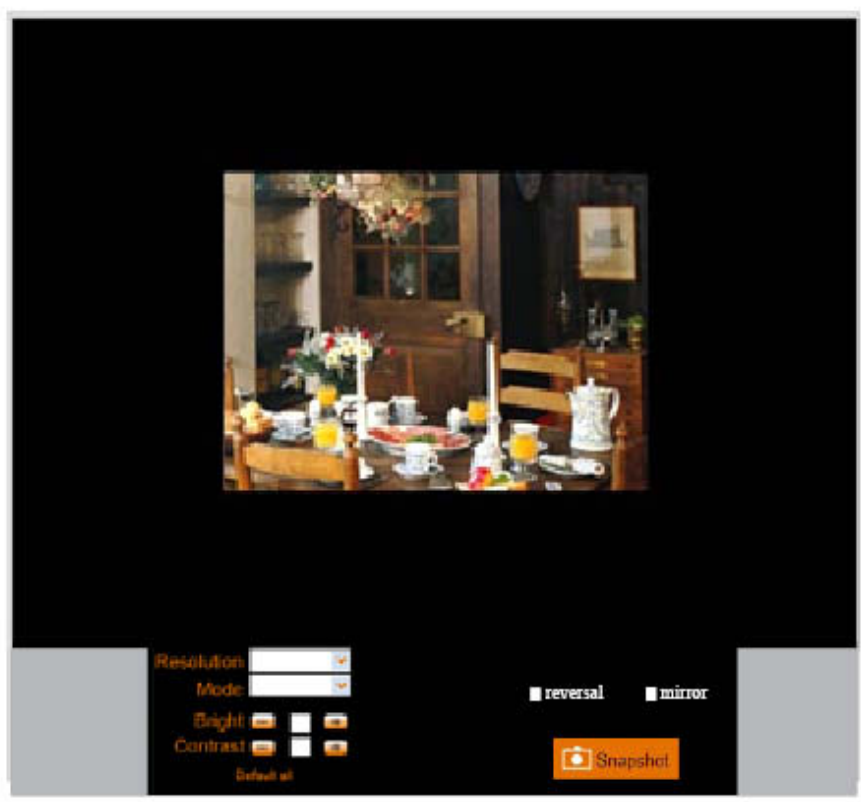 Resolution
Mode
Bright
Contrast
Default all
reversal
mirror
Snapshot